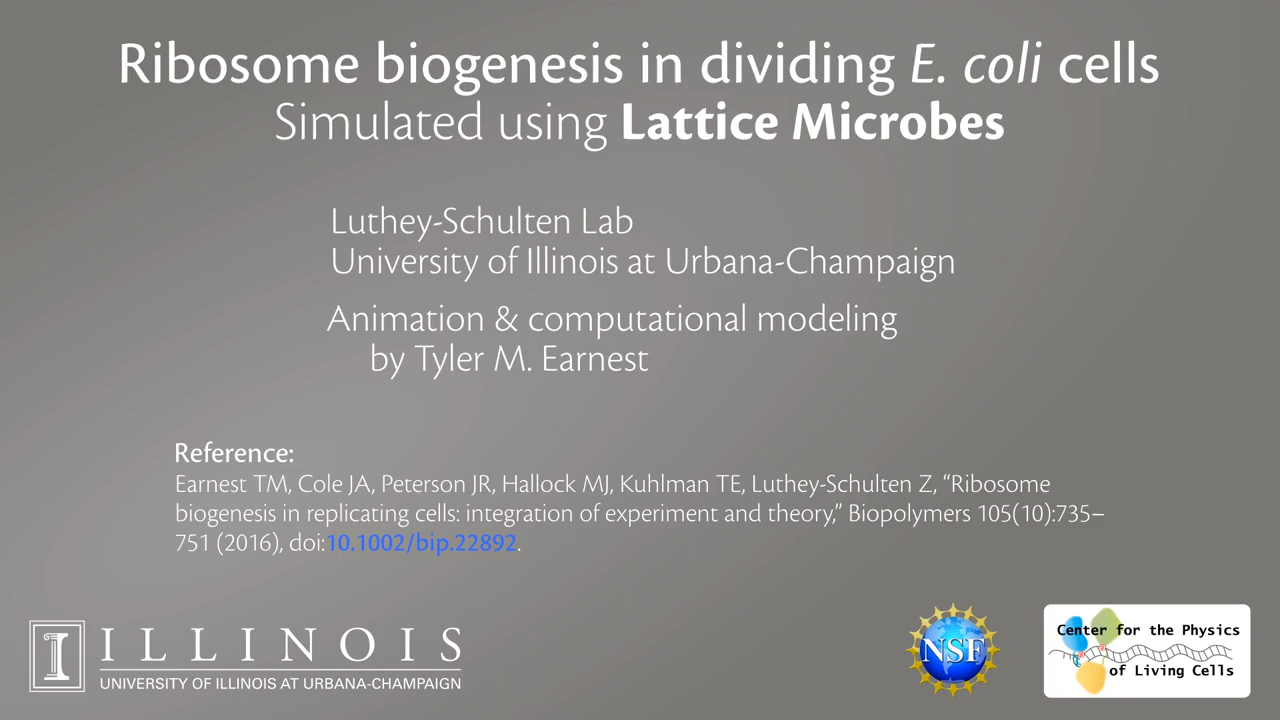 Ribosome biogenesis in dividing E. coli cells
Simulated using Lattice Microbes
Luthey-Schulten Lab
University of Illinois at Urbana-Champaign
Animation & computational modeling
by Tyler M. Earnest
Reference:
Earnest TM, Cole JA, Peterson JR, Hallock MJ, Kuhlman TE, Luthey-Schulten Z, “Ribosome
biogenesis in replicating cells: integration of experiment and theory,” Biopolymers 105(10):735–
751 (2016), doi:10.1002/bip.22892.
I ILLINOIS
UNIVERSITY OF ILLINOIS AT URBANA-CHAMPAIGN
NSF
Center for the Physics
of Living Cells